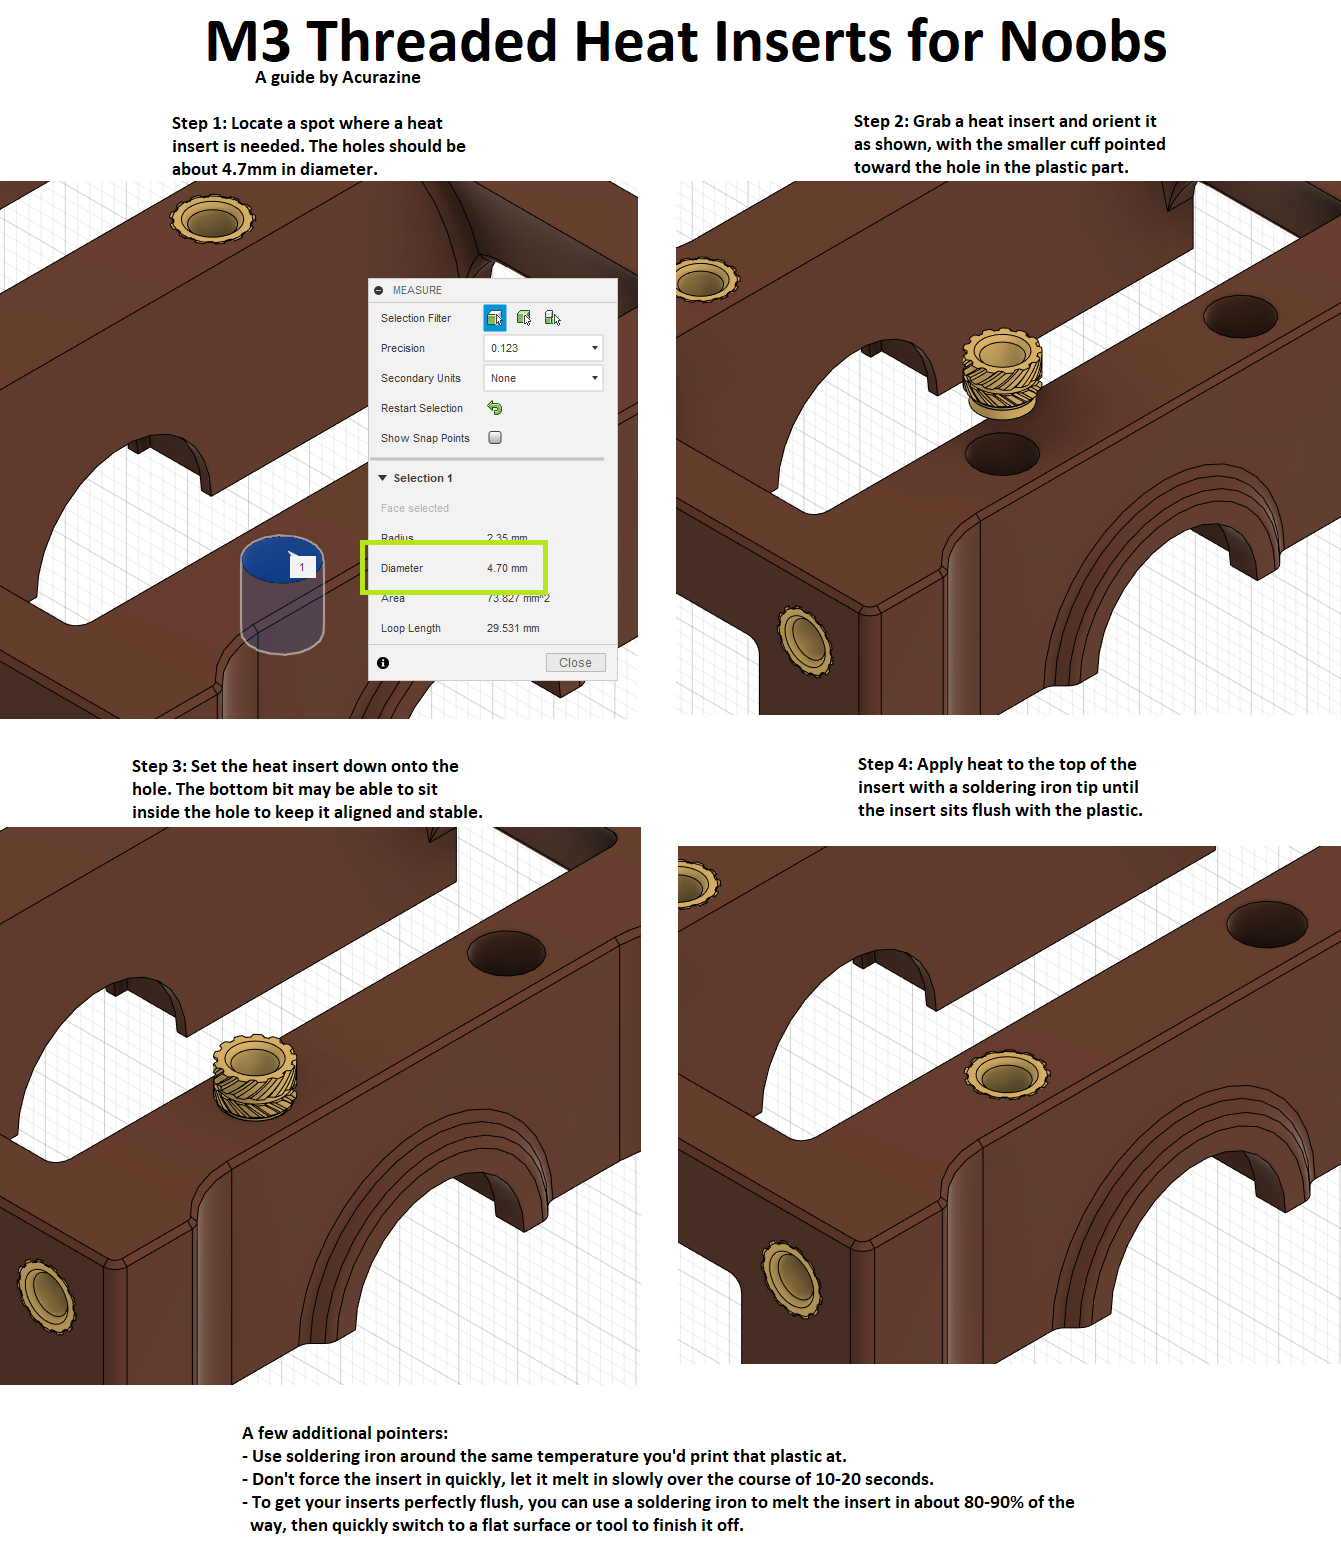 M3 Threaded Heat Inserts for Noobs
A guide by Acurazine
Step 1: Locate a spot where a heat
insert is needed. The holes should be
about 4.7mm in diameter.
Step 2: Grab a heat insert and orient it
as shown, with the smaller cuff pointed
toward the hole in the plastic part.
MEASURE
Selection Filter
Precision 0.123
Secondary Units None
Restart Selection
Show Snap Points
Selection 1
Face selected
Radius 2.35 mm
Diameter 4.70 mm
Area 73.827 mm^2
Loop Length 29.531 mm
Close
1
Step 3: Set the heat insert down onto the
hole. The bottom bit may be able to sit
inside the hole to keep it aligned and stable.
Step 4: Apply heat to the top of the
insert with a soldering iron tip until
the insert sits flush with the plastic.
A few additional pointers:
- Use soldering iron around the same temperature you'd print that plastic at.
- Don't force the insert in quickly, let it melt in slowly over the course of 10-20 seconds.
- To get your inserts perfectly flush, you can use a soldering iron to melt the insert in about 80-90% of the
way, then quickly switch to a flat surface or tool to finish it off.